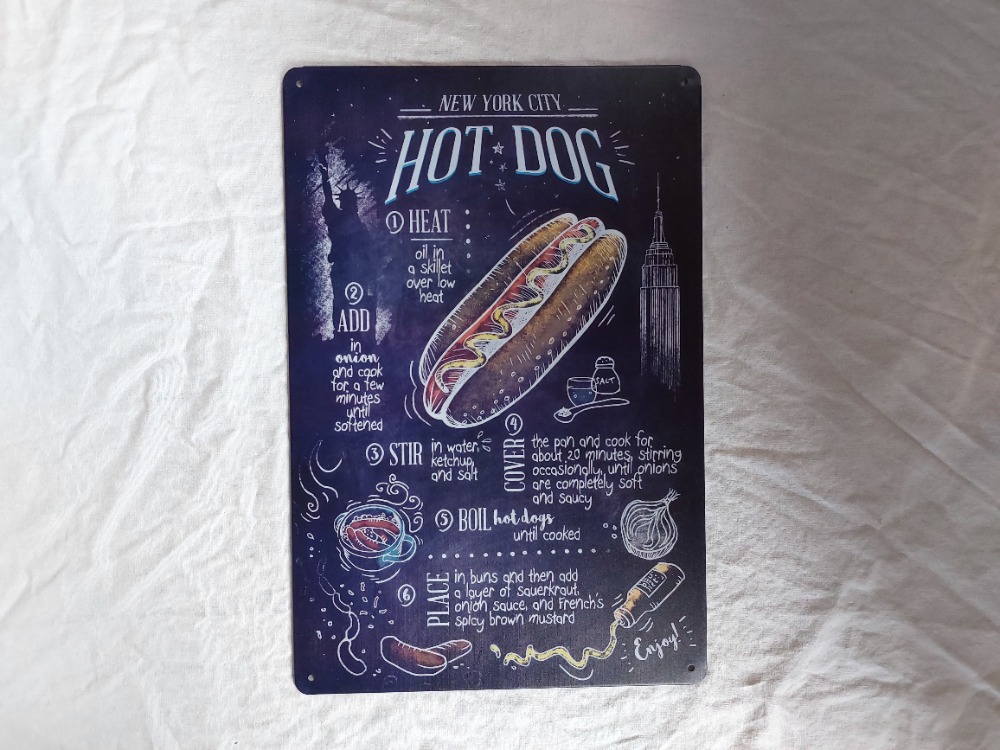 NEW YORK CITY
HOT DOG
1 HEAT
oil in
a skillet
over low
heat
2
ADD
in
onion
and cook
for a few
minutes
until
softened
3 STIR
in water,
ketchup,
and salt
4
COVER
the pan and cook for
about 20 minutes, stirring
occasionally, until onions
are completely soft
and saucy
SALT
5 BOIL hot dogs
until cooked
6
PLACE
in buns and then add
a layer of sauerkraut,
onion sauce, and French's
spicy brown mustard
Enjoy!